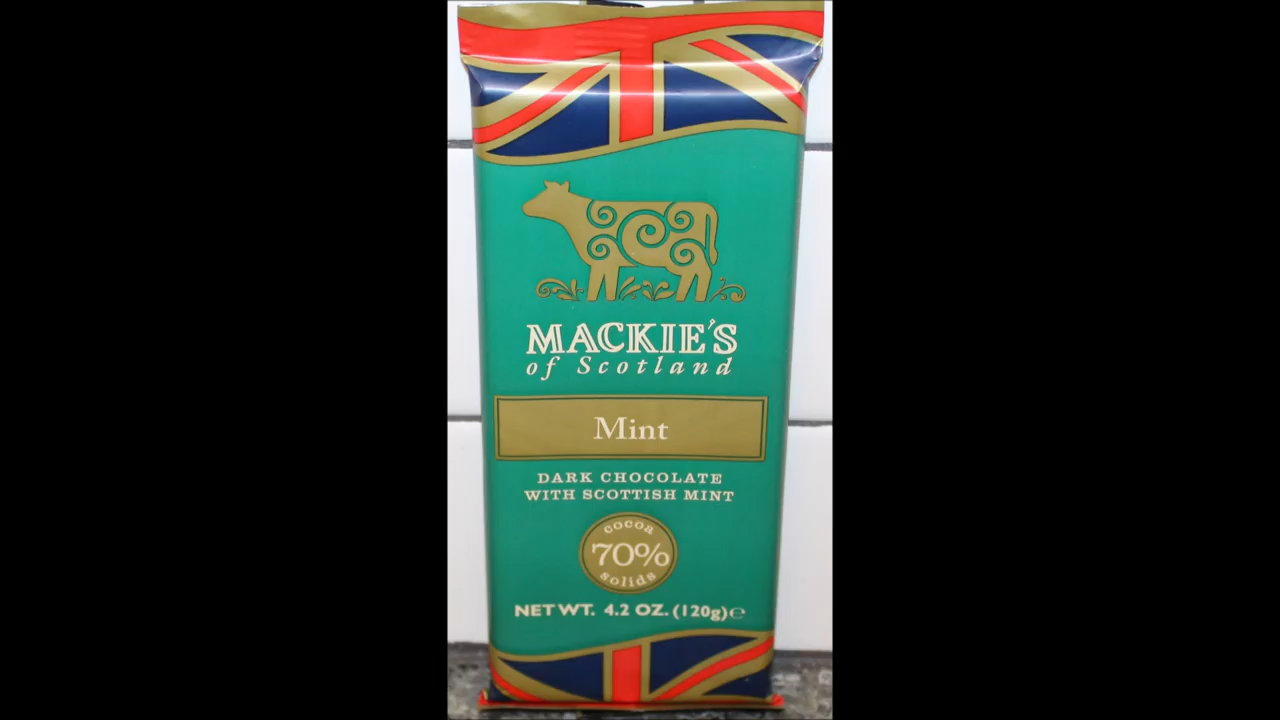 MACKIE'S
of Scotland
Mint
DARK CHOCOLATE
WITH SCOTTISH MINT
cocoa
70%
solids
NET WT. 4.2 OZ. (120g)℮